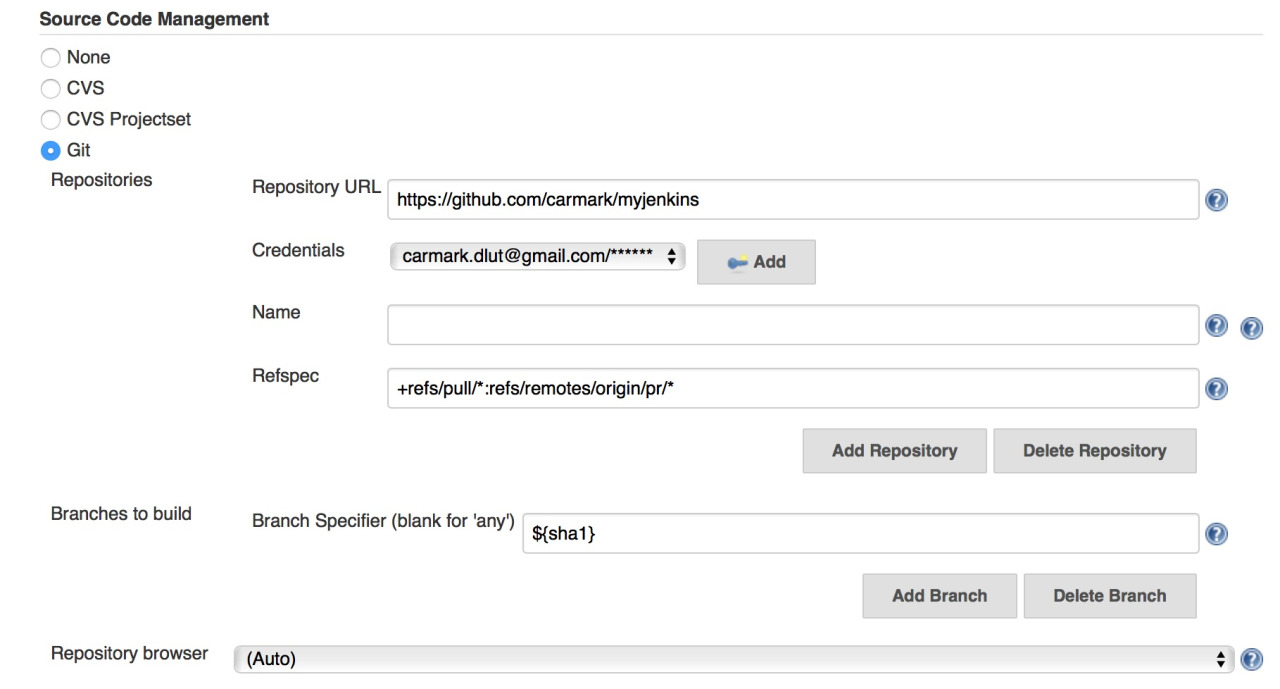 Source Code Management
None
CVS
CVS Projectset
Git
Repositories
Repository URL
https://github.com/carmark/myjenkins
Credentials
carmark.dlut@gmail.com/******
Add
Name
Refspec
+refs/pull/*:refs/remotes/origin/pr/*
Add Repository
Delete Repository
Branches to build
Branch Specifier (blank for 'any')
${sha1}
Add Branch
Delete Branch
Repository browser
(Auto)